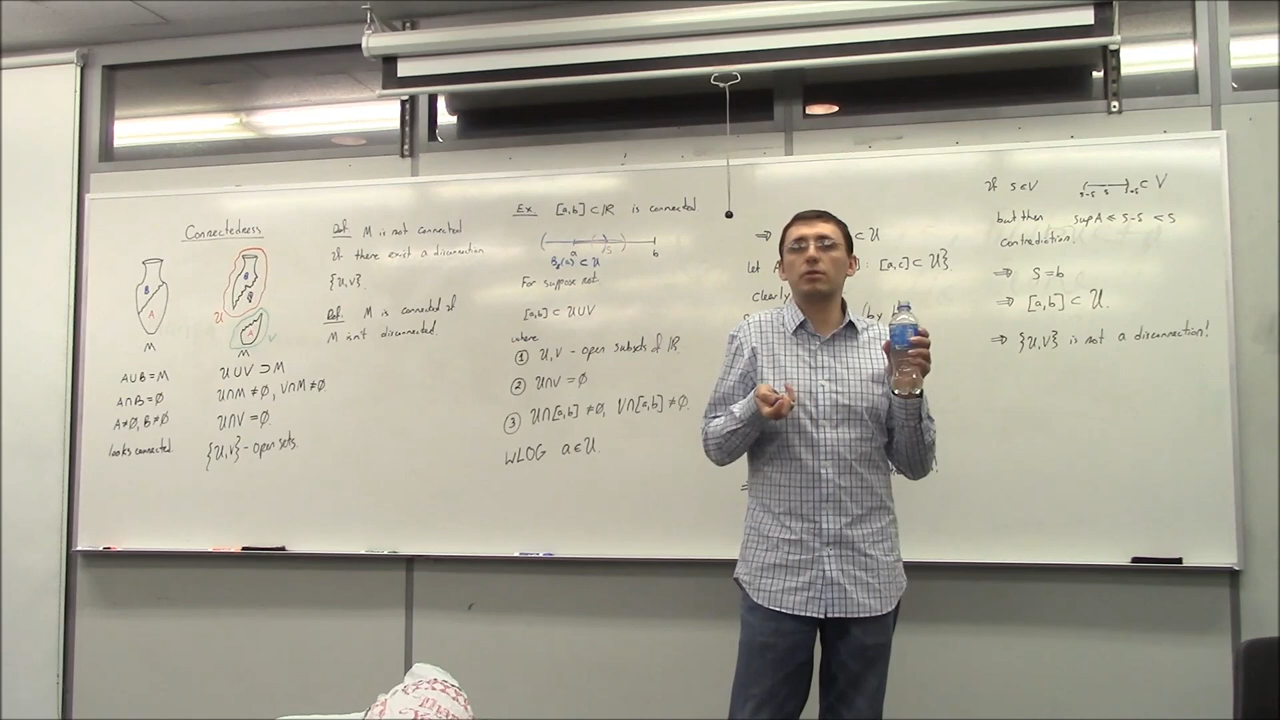 Connectedness
B
A
M
A∪B = M
A∩B = ∅
A≠∅, B≠∅
looks connected.
B
U
A
V
M
U∪V ⊃ M
U∩M ≠ ∅, V∩M ≠ ∅
U∩V = ∅.
{U,V} - open sets.
Def. M is not connected
if there exist a disconnection
{U,V}.
Def. M is connected if
M isn't disconnected.
Ex. [a,b] ⊂ ℝ is connected.
a s b
⊂ U
For suppose not.
[a,b] ⊂ U∪V
where
① U,V - open subsets of ℝ.
② U∩V = ∅
③ U∩[a,b] ≠ ∅, V∩[a,b] ≠ ∅.
WLOG a∈U.
⇒ ⊂ U
let A ] : [a,c] ⊂ U}.
clearly
(by
if s∈V ⊂ V
but then sup A ≤ s-δ < s
contradiction.
⇒ s = b
⇒ [a,b] ⊂ U.
⇒ {U,V} is not a disconnection!